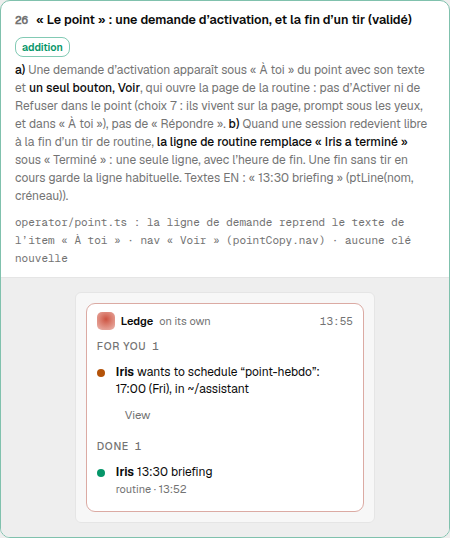 26 « Le point » : une demande d’activation, et la fin d’un tir (validé)
addition
a) Une demande d’activation apparaît sous « À toi » du point avec son texte
et un seul bouton, Voir, qui ouvre la page de la routine : pas d’Activer ni de
Refuser dans le point (choix 7 : ils vivent sur la page, prompt sous les yeux,
et dans « À toi »), pas de « Répondre ». b) Quand une session redevient libre
à la fin d’un tir de routine, la ligne de routine remplace « Iris a terminé »
sous « Terminé » : une seule ligne, avec l’heure de fin. Une fin sans tir en
cours garde la ligne habituelle. Textes EN : « 13:30 briefing » (ptLine(nom,
créneau)).
operator/point.ts : la ligne de demande reprend le texte de
l’item « À toi » · nav « Voir » (pointCopy.nav) · aucune clé
nouvelle
Ledge on its own 13:55
FOR YOU 1
Iris wants to schedule “point-hebdo”:
17:00 (Fri), in ~/assistant
View
DONE 1
Iris 13:30 briefing
routine · 13:52